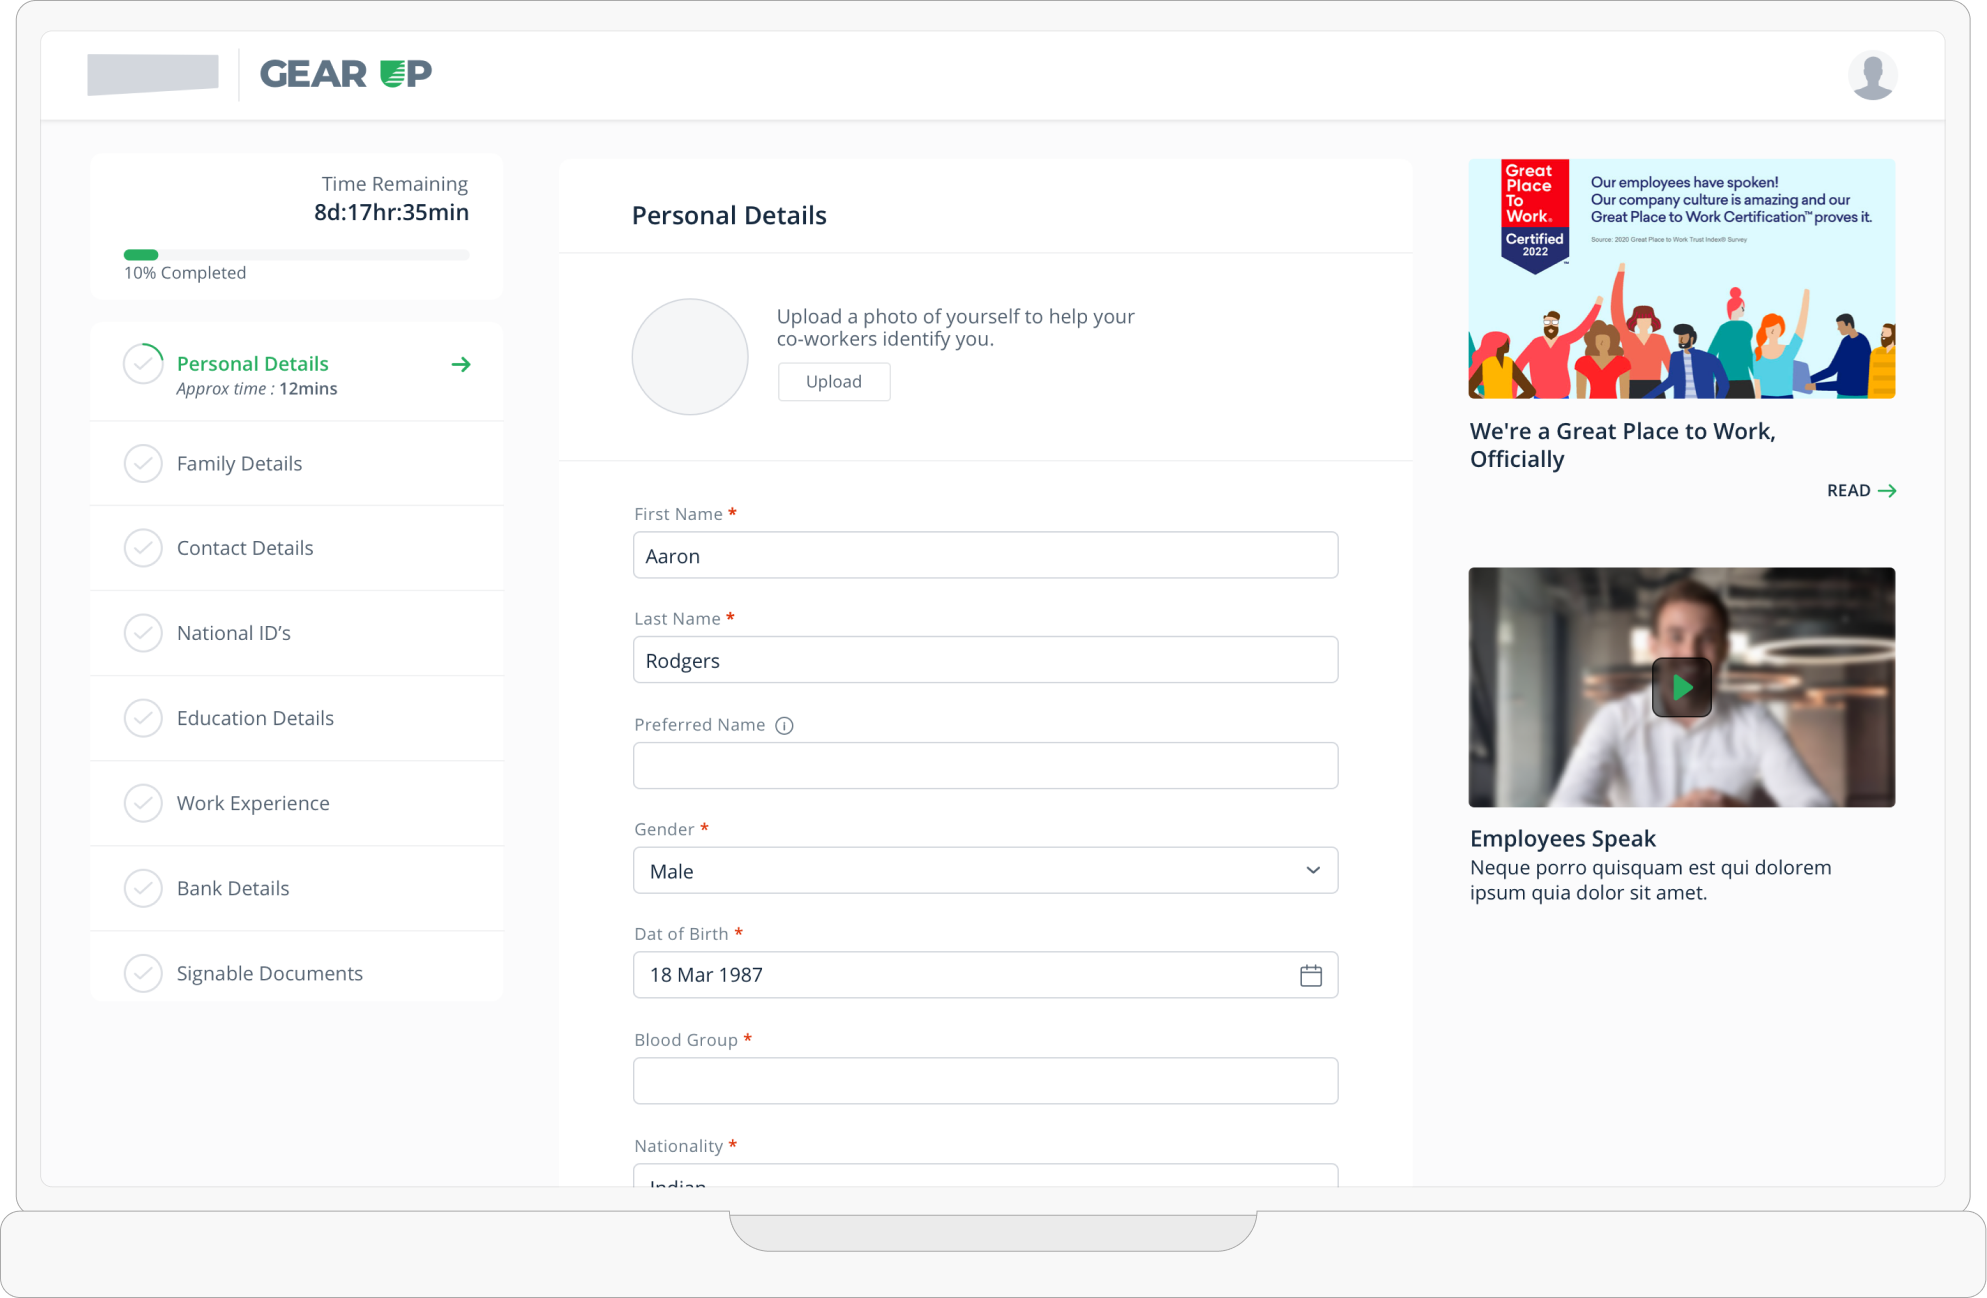 GEAR UP
Time Remaining
8d:17hr:35min
10% Completed
Personal Details
Approx time : 12mins
Family Details
Contact Details
National ID’s
Education Details
Work Experience
Bank Details
Signable Documents
Personal Details
Upload a photo of yourself to help your
co-workers identify you.
Upload
First Name *
Aaron
Last Name *
Rodgers
Preferred Name
Gender *
Male
Dat of Birth *
18 Mar 1987
Blood Group *
Nationality *
Indian
Great
Place
To
Work.
Certified
2022
Our employees have spoken!
Our company culture is amazing and our
Great Place to Work Certification™ proves it.
Source: 2020 Great Place to Work Trust Index® Survey
We're a Great Place to Work,
Officially
READ
Employees Speak
Neque porro quisquam est qui dolorem
ipsum quia dolor sit amet.